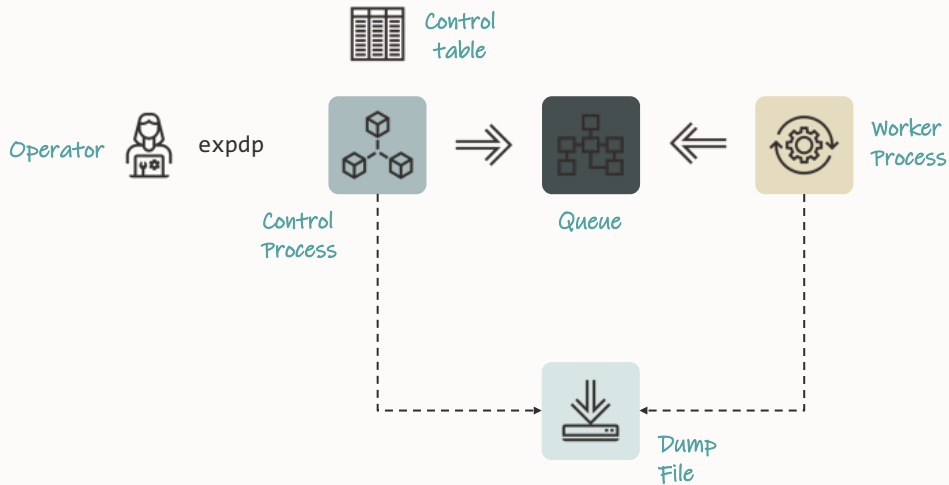 Control
table
Operator
expdp
Worker
Process
Control
Process
Queue
Dump
File